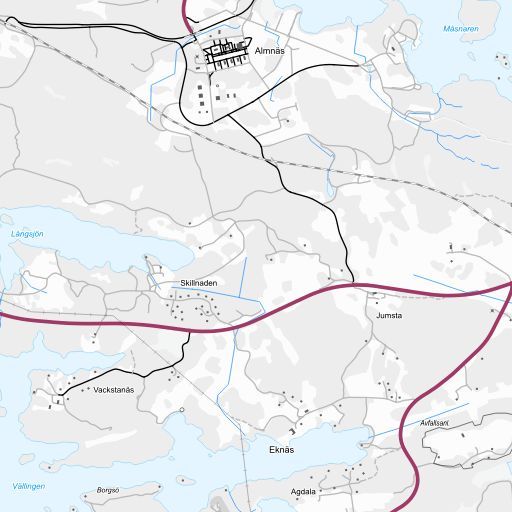 Måsnaren
Almnäs
Långsjön
Skillnaden
Jumsta
Vackstanäs
Avfallsanl.
Eknäs
Vällingen
Borgsö
Agdala